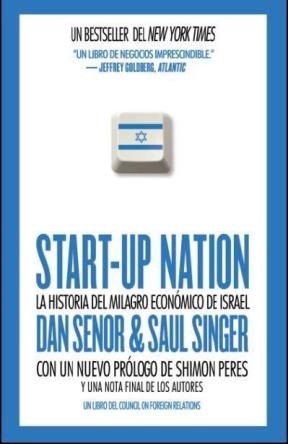 UN BESTSELLER DEL NEW YORK TIMES
"UN LIBRO DE NEGOCIOS IMPRESCINDIBLE."
—JEFFREY GOLDBERG, ATLANTIC
START-UP NATION
LA HISTORIA DEL MILAGRO ECONÓMICO DE ISRAEL
DAN SENOR & SAUL SINGER
CON UN NUEVO PRÓLOGO DE SHIMON PERES
Y UNA NOTA FINAL DE LOS AUTORES
UN LIBRO DEL COUNCIL ON FOREIGN RELATIONS